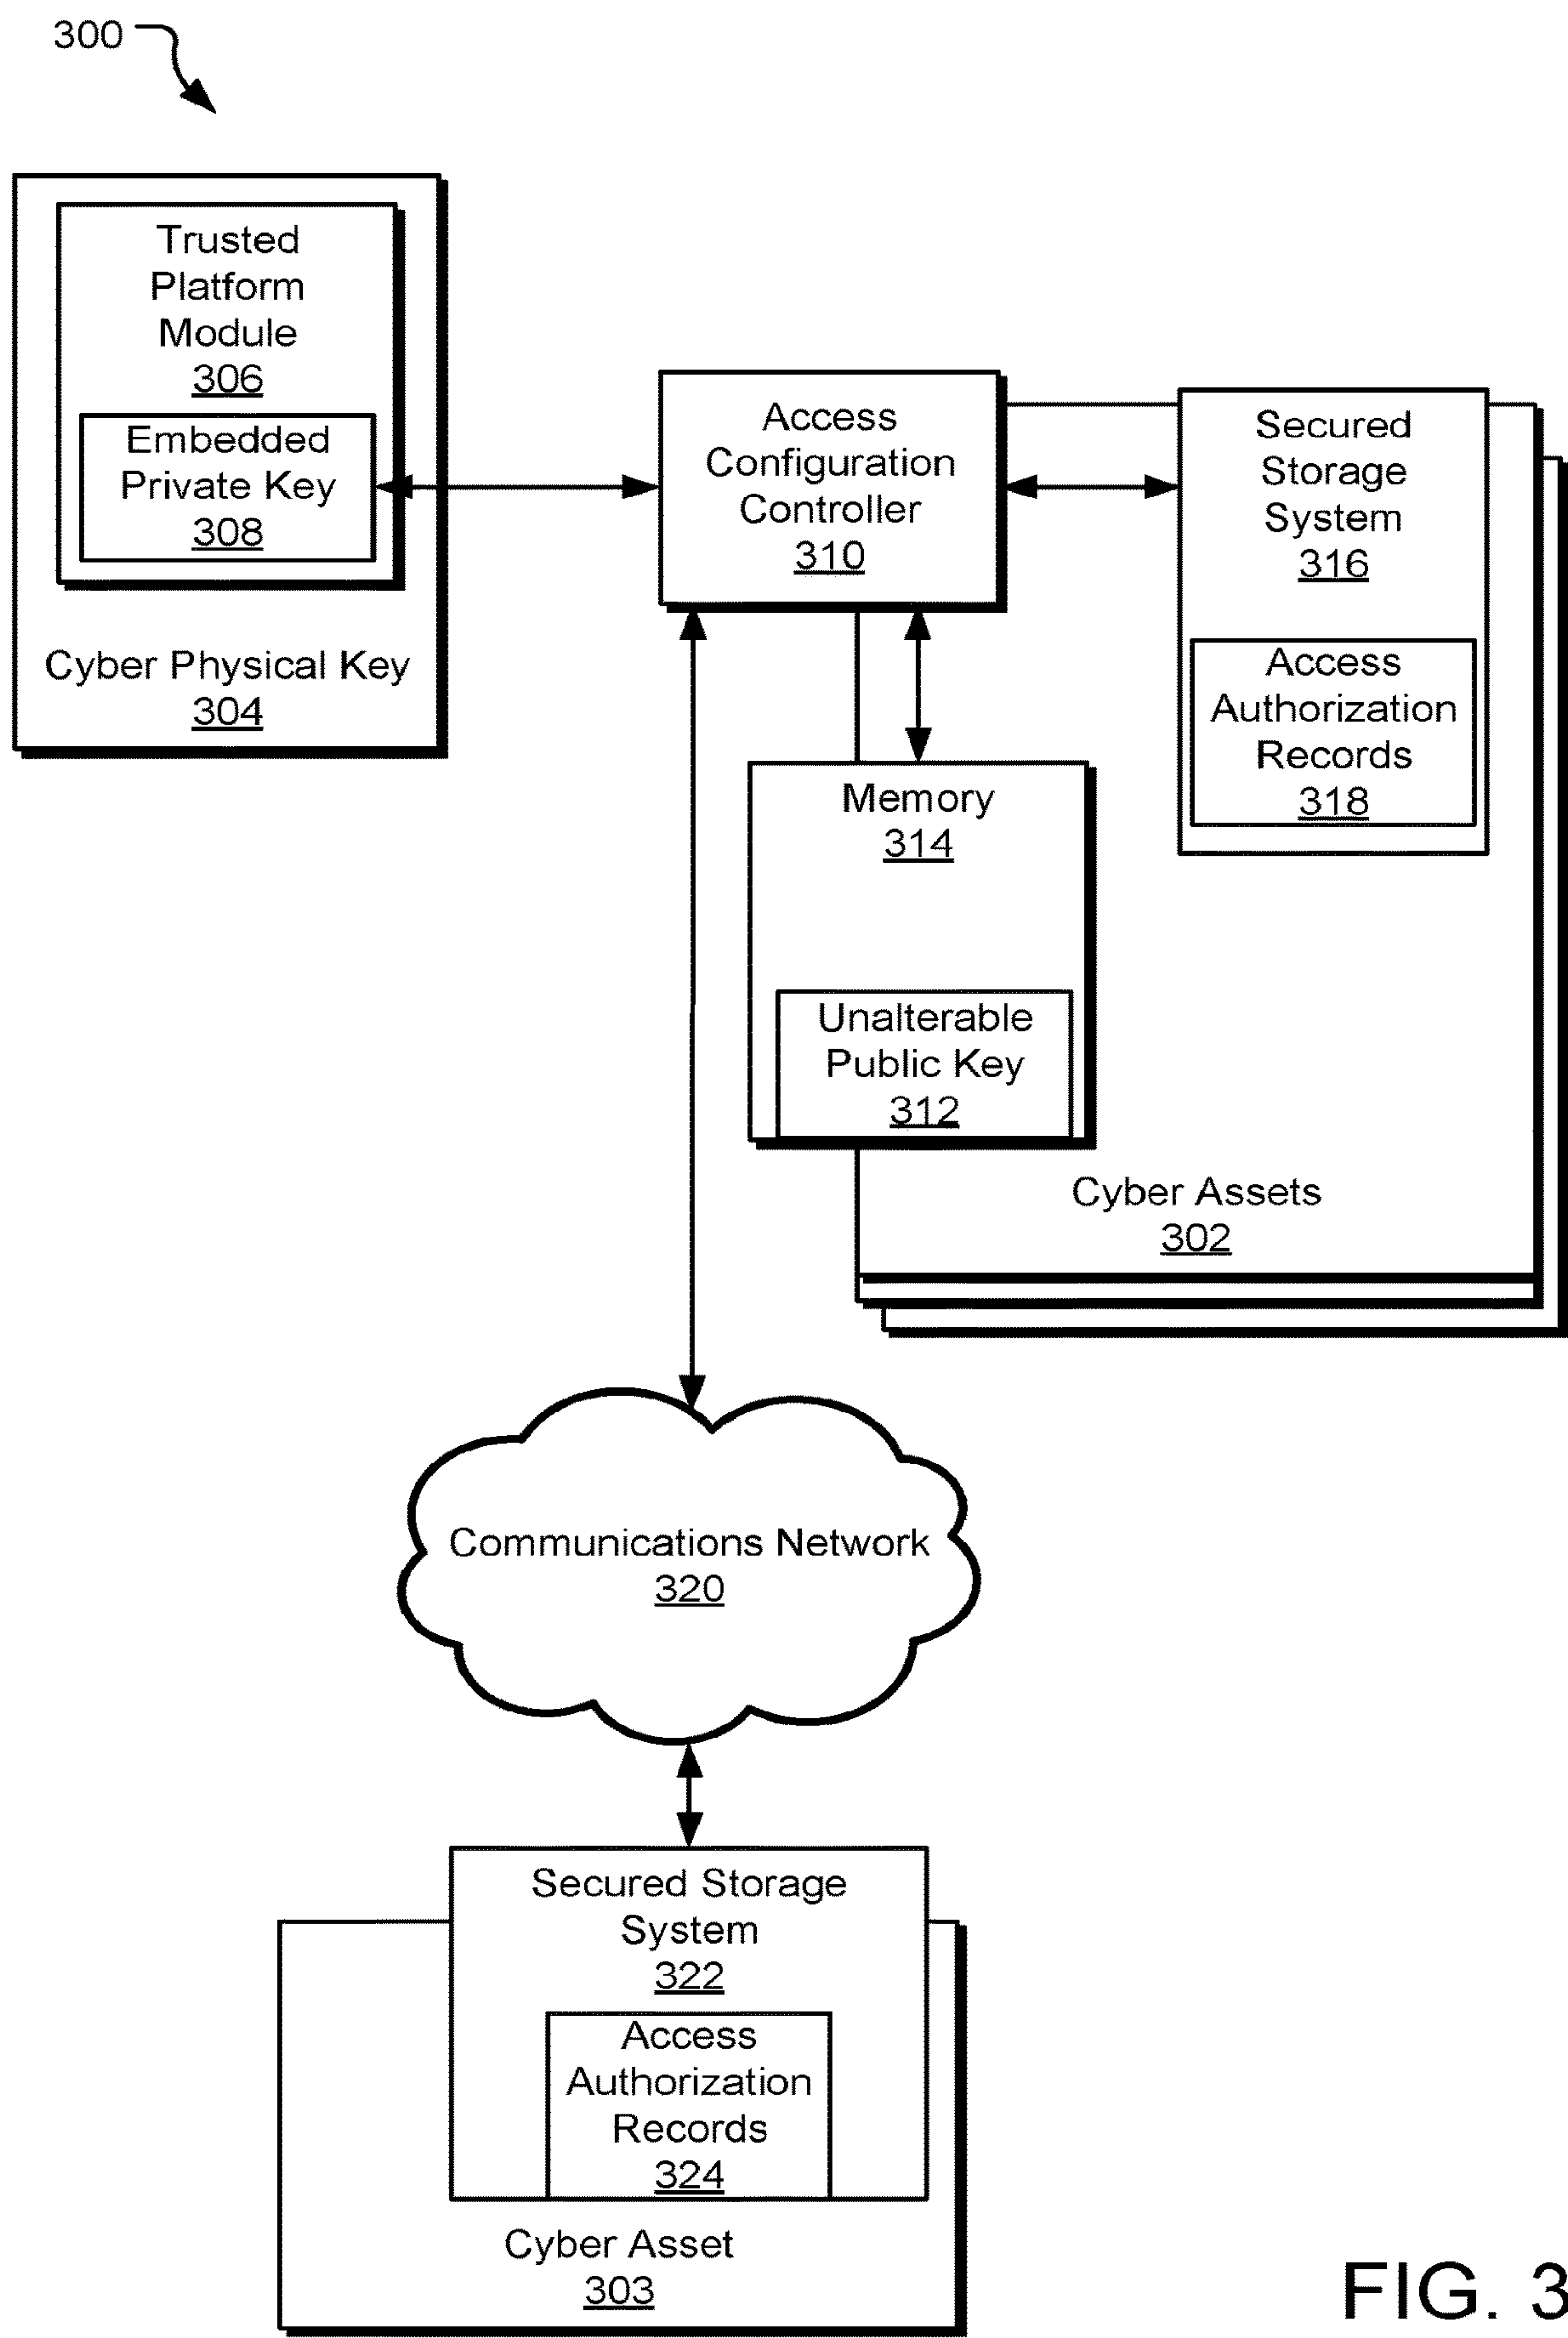 300
Trusted
Platform
Module
306
Embedded
Private Key
308
Cyber Physical Key
304
Access
Configuration
Controller
310
Secured
Storage
System
316
Access
Authorization
Records
318
Memory
314
Unalterable
Public Key
312
Cyber Assets
302
Communications Network
320
Secured Storage
System
322
Access
Authorization
Records
324
Cyber Asset
303
FIG. 3